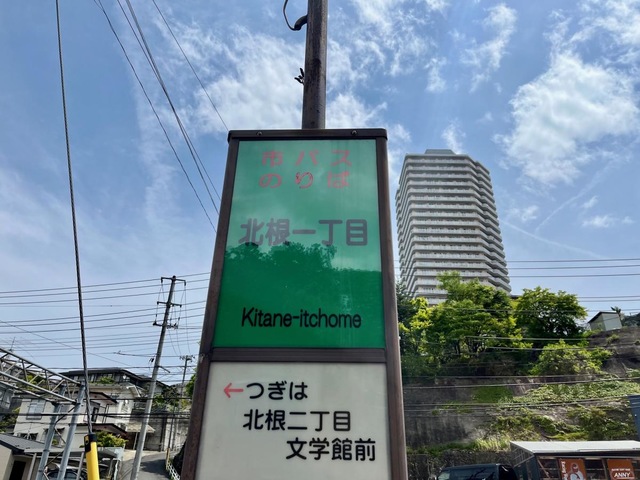 市バス
のりば
北根一丁目
Kitane-itchome
←つぎは
北根二丁目
文学館前
ANNY